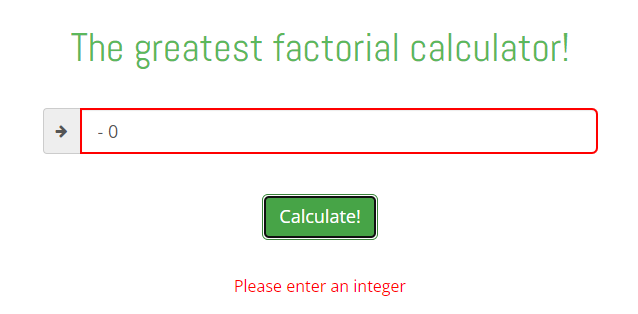 The greatest factorial calculator!
- 0
Calculate!
Please enter an integer